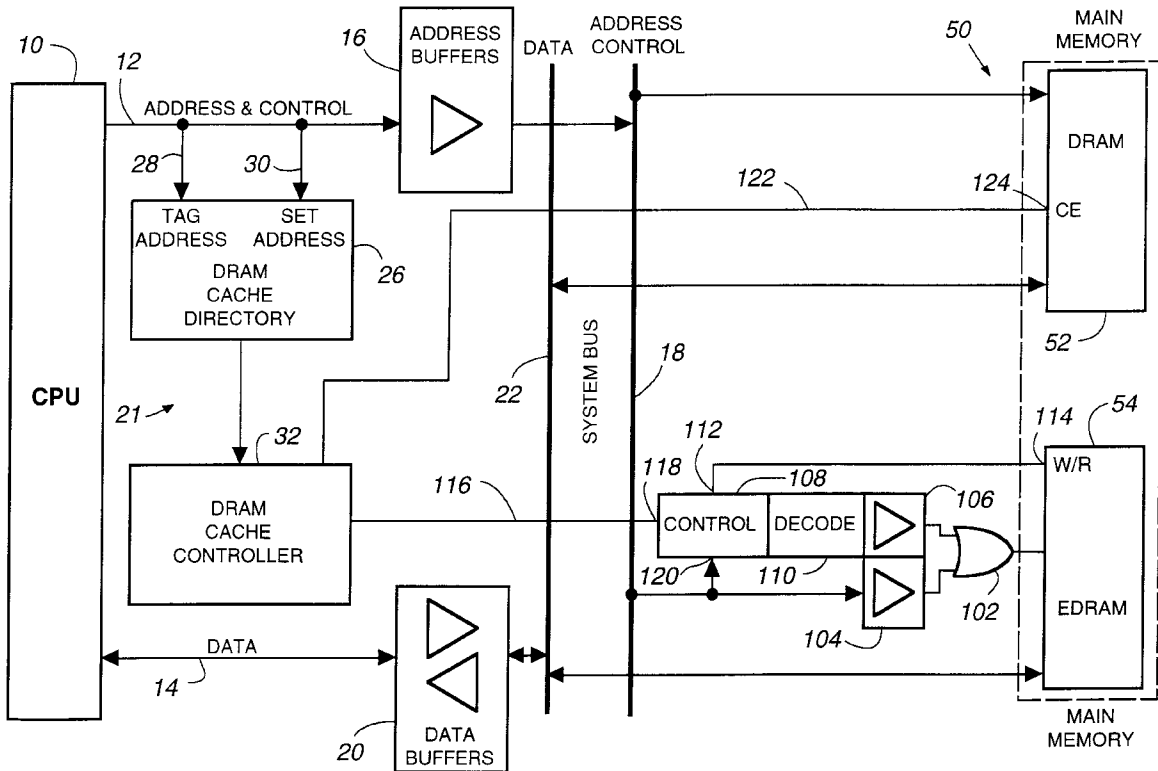 10
12
16
ADDRESS
BUFFERS
DATA
ADDRESS
CONTROL
50
MAIN
MEMORY
ADDRESS & CONTROL
28
30
DRAM
122
124
CE
TAG
ADDRESS
SET
ADDRESS
26
DRAM
CACHE
DIRECTORY
52
CPU
21
22
SYSTEM BUS
18
32
DRAM
CACHE
CONTROLLER
116
118
112
108
114
54
W/R
106
CONTROL
DECODE
120
110
102
104
EDRAM
DATA
14
20
DATA
BUFFERS
MAIN
MEMORY